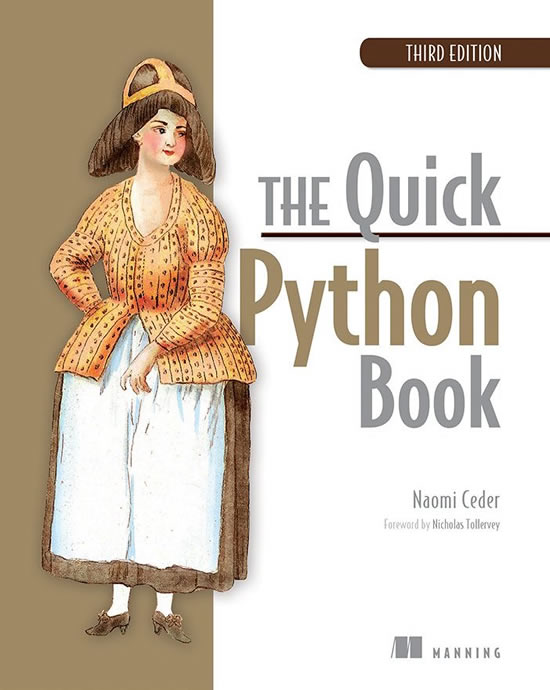 THIRD EDITION
THE Quick
Python
Book
Naomi Ceder
Foreword by Nicholas Tollervey
MANNING